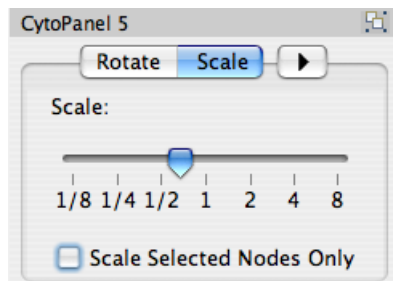 CytoPanel 5
Rotate Scale
Scale:
1/8 1/4 1/2 1 2 4 8
Scale Selected Nodes Only